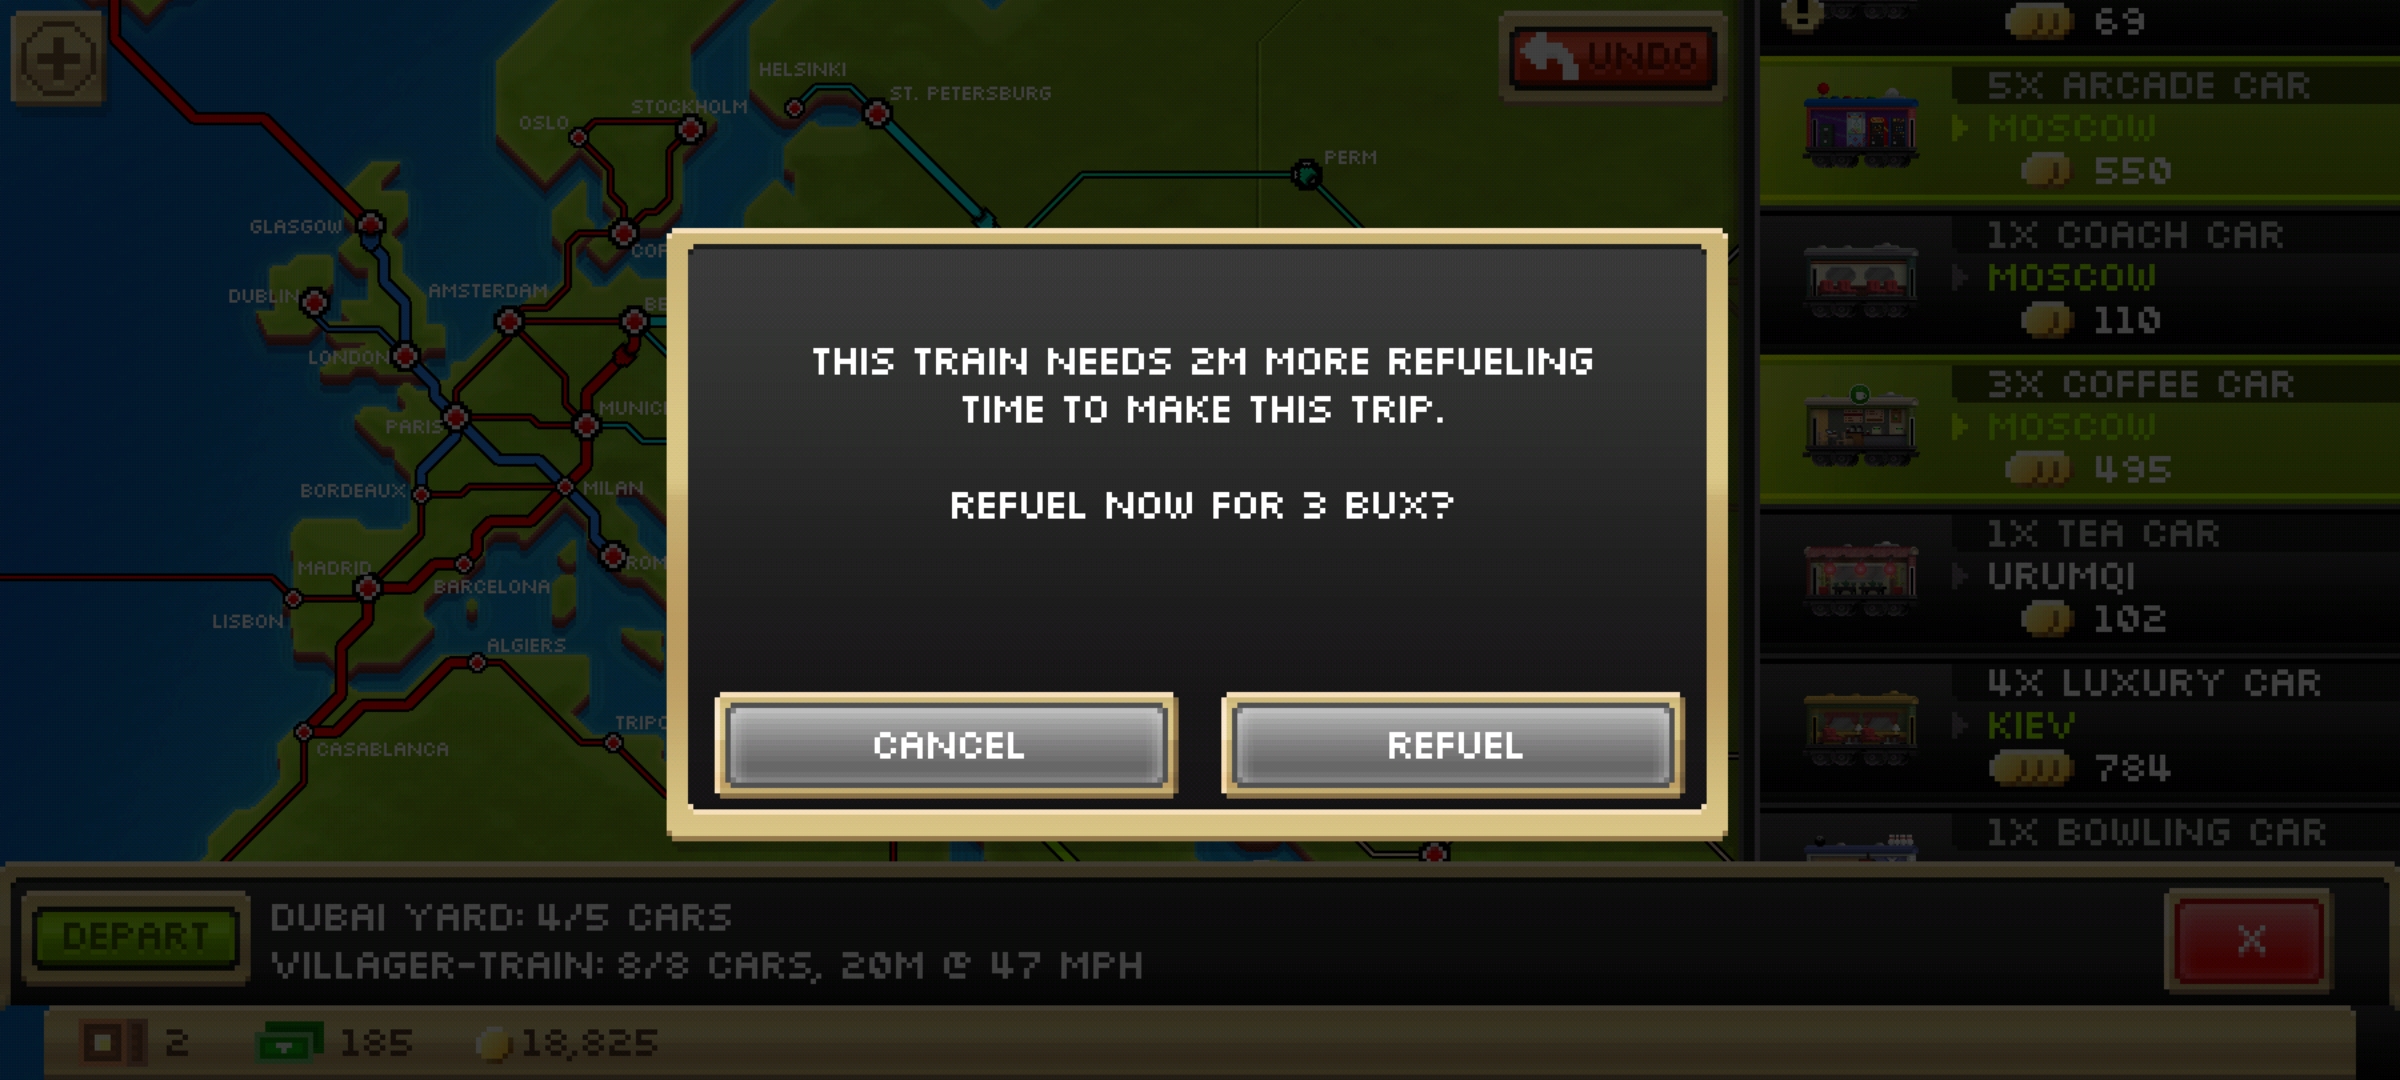 UNDO
69
5X ARCADE CAR
MOSCOW
550
1X COACH CAR
MOSCOW
110
3X COFFEE CAR
MOSCOW
495
1X TEA CAR
URUMQI
102
4X LUXURY CAR
KIEV
784
1X BOWLING CAR
HELSINKI
ST. PETERSBURG
STOCKHOLM
OSLO
PERM
GLASGOW
COP
DUBLIN
AMSTERDAM
BE
LONDON
MUNIC
PARIS
BORDEAUX
MILAN
MADRID
ROM
BARCELONA
LISBON
ALGIERS
TRIPO
CASABLANCA
THIS TRAIN NEEDS 2M MORE REFUELING
TIME TO MAKE THIS TRIP.
REFUEL NOW FOR 3 BUX?
CANCEL
REFUEL
DEPART
DUBAI YARD: 4/5 CARS
VILLAGER-TRAIN: 8/8 CARS, 20M @ 47 MPH
X
2
185
18,825